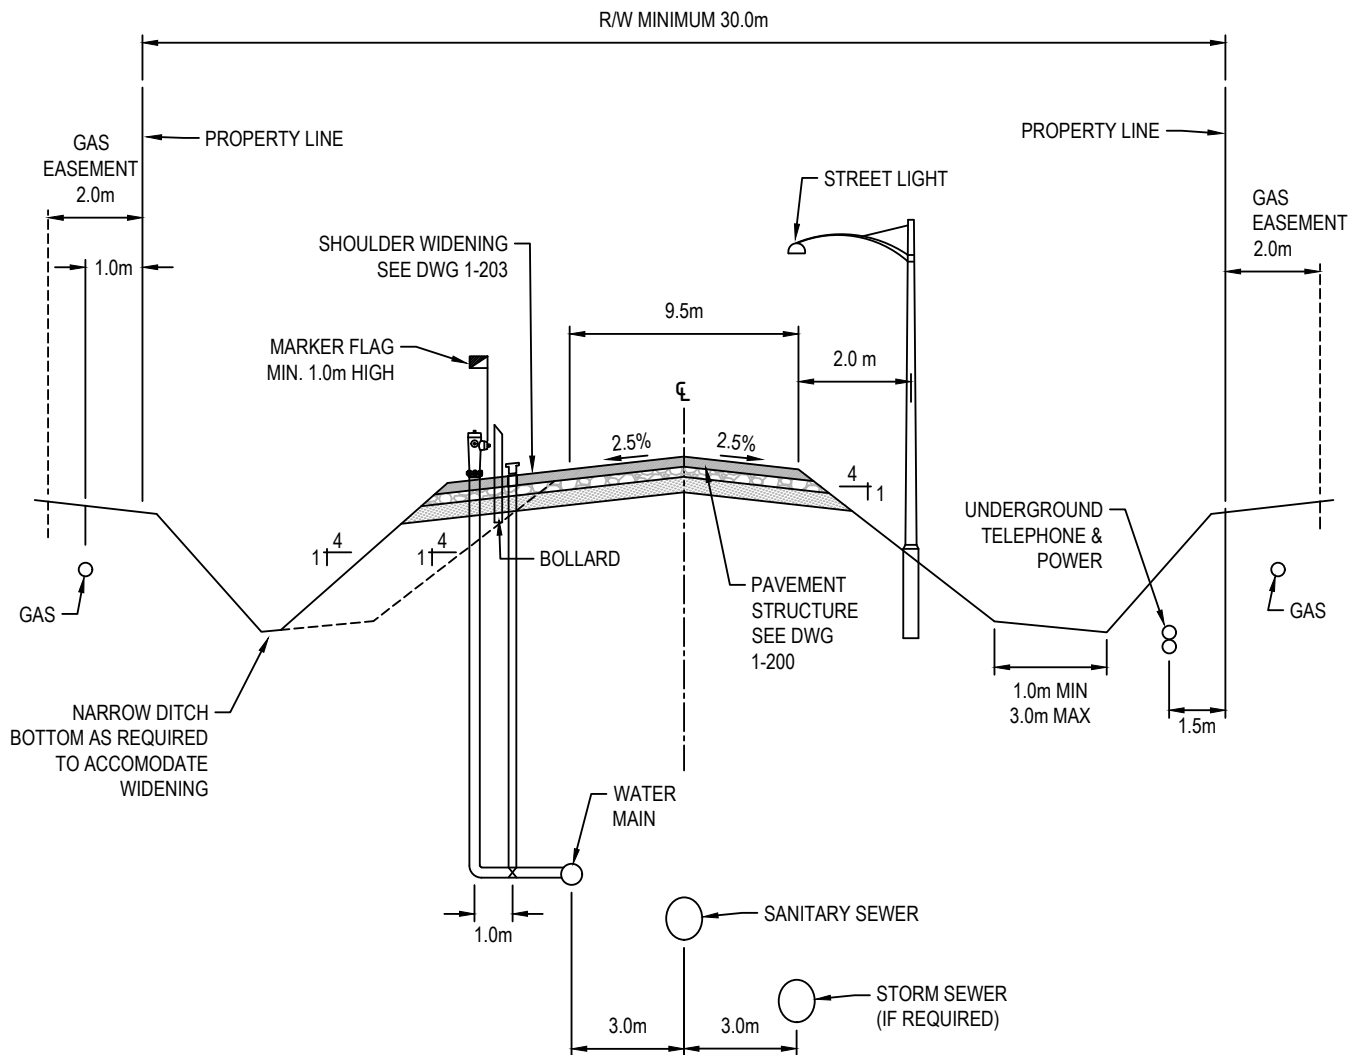 R/W MINIMUM 30.0m
PROPERTY LINE
PROPERTY LINE
GAS
EASEMENT
2.0m
1.0m
STREET LIGHT
GAS
EASEMENT
2.0m
SHOULDER WIDENING
SEE DWG 1-203
9.5m
MARKER FLAG
MIN. 1.0m HIGH
2.0 m
℄
2.5%
2.5%
4
1
4
1
4
1
BOLLARD
UNDERGROUND
TELEPHONE &
POWER
PAVEMENT
STRUCTURE
SEE DWG
1-200
GAS
GAS
1.0m MIN
3.0m MAX
1.5m
NARROW DITCH
BOTTOM AS REQUIRED
TO ACCOMODATE
WIDENING
WATER
MAIN
1.0m
SANITARY SEWER
STORM SEWER
(IF REQUIRED)
3.0m
3.0m